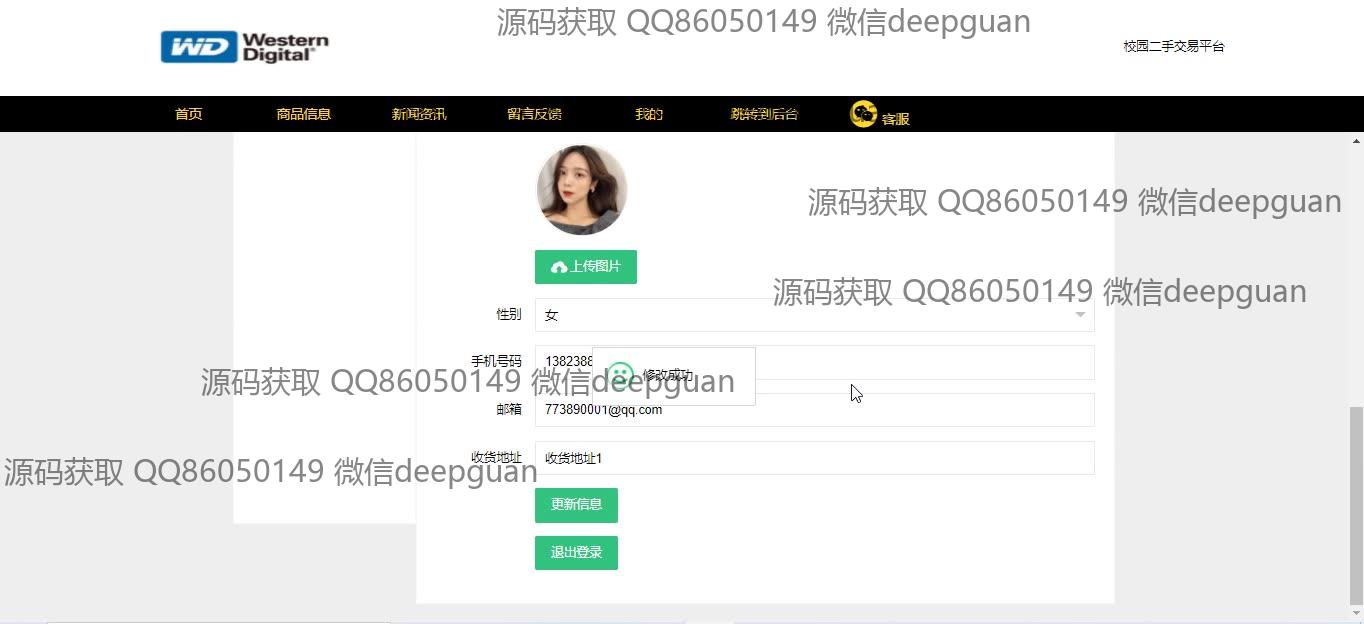 源码获取 QQ86050149 微信deepguan
WD Western Digital®
校园二手交易平台
首页 商品信息 新闻资讯 留言反馈 我的 跳转到后台 客服
源码获取 QQ86050149 微信deepguan
上传图片
源码获取 QQ86050149 微信deepguan
性别 女
手机号码 1382388
修改成功
源码获取 QQ86050149 微信deepguan
邮箱 773890001@qq.com
收货地址 收货地址1
源码获取 QQ86050149 微信deepguan
更新信息
退出登录